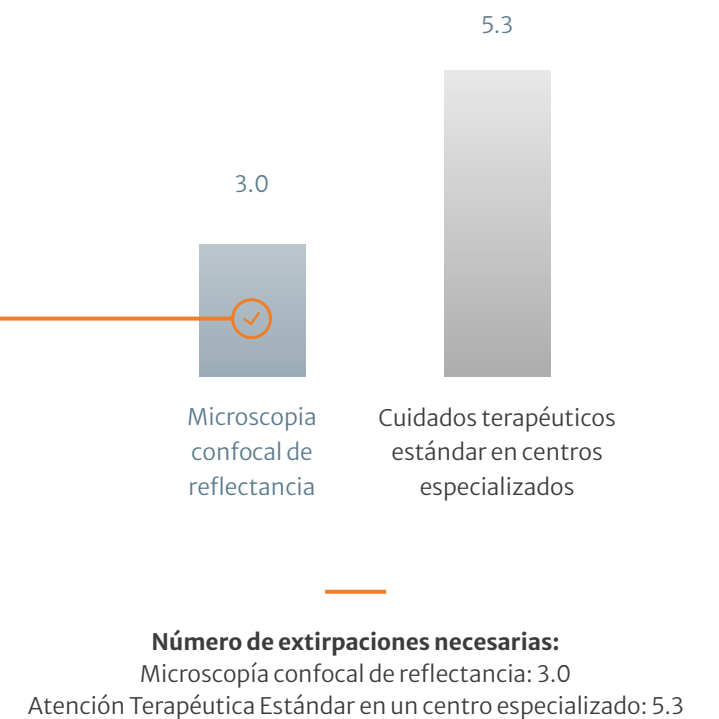 5.3
3.0
Microscopia
confocal de
reflectancia
Cuidados terapéuticos
estándar en centros
especializados
Número de extirpaciones necesarias:
Microscopía confocal de reflectancia: 3.0
Atención Terapéutica Estándar en un centro especializado: 5.3